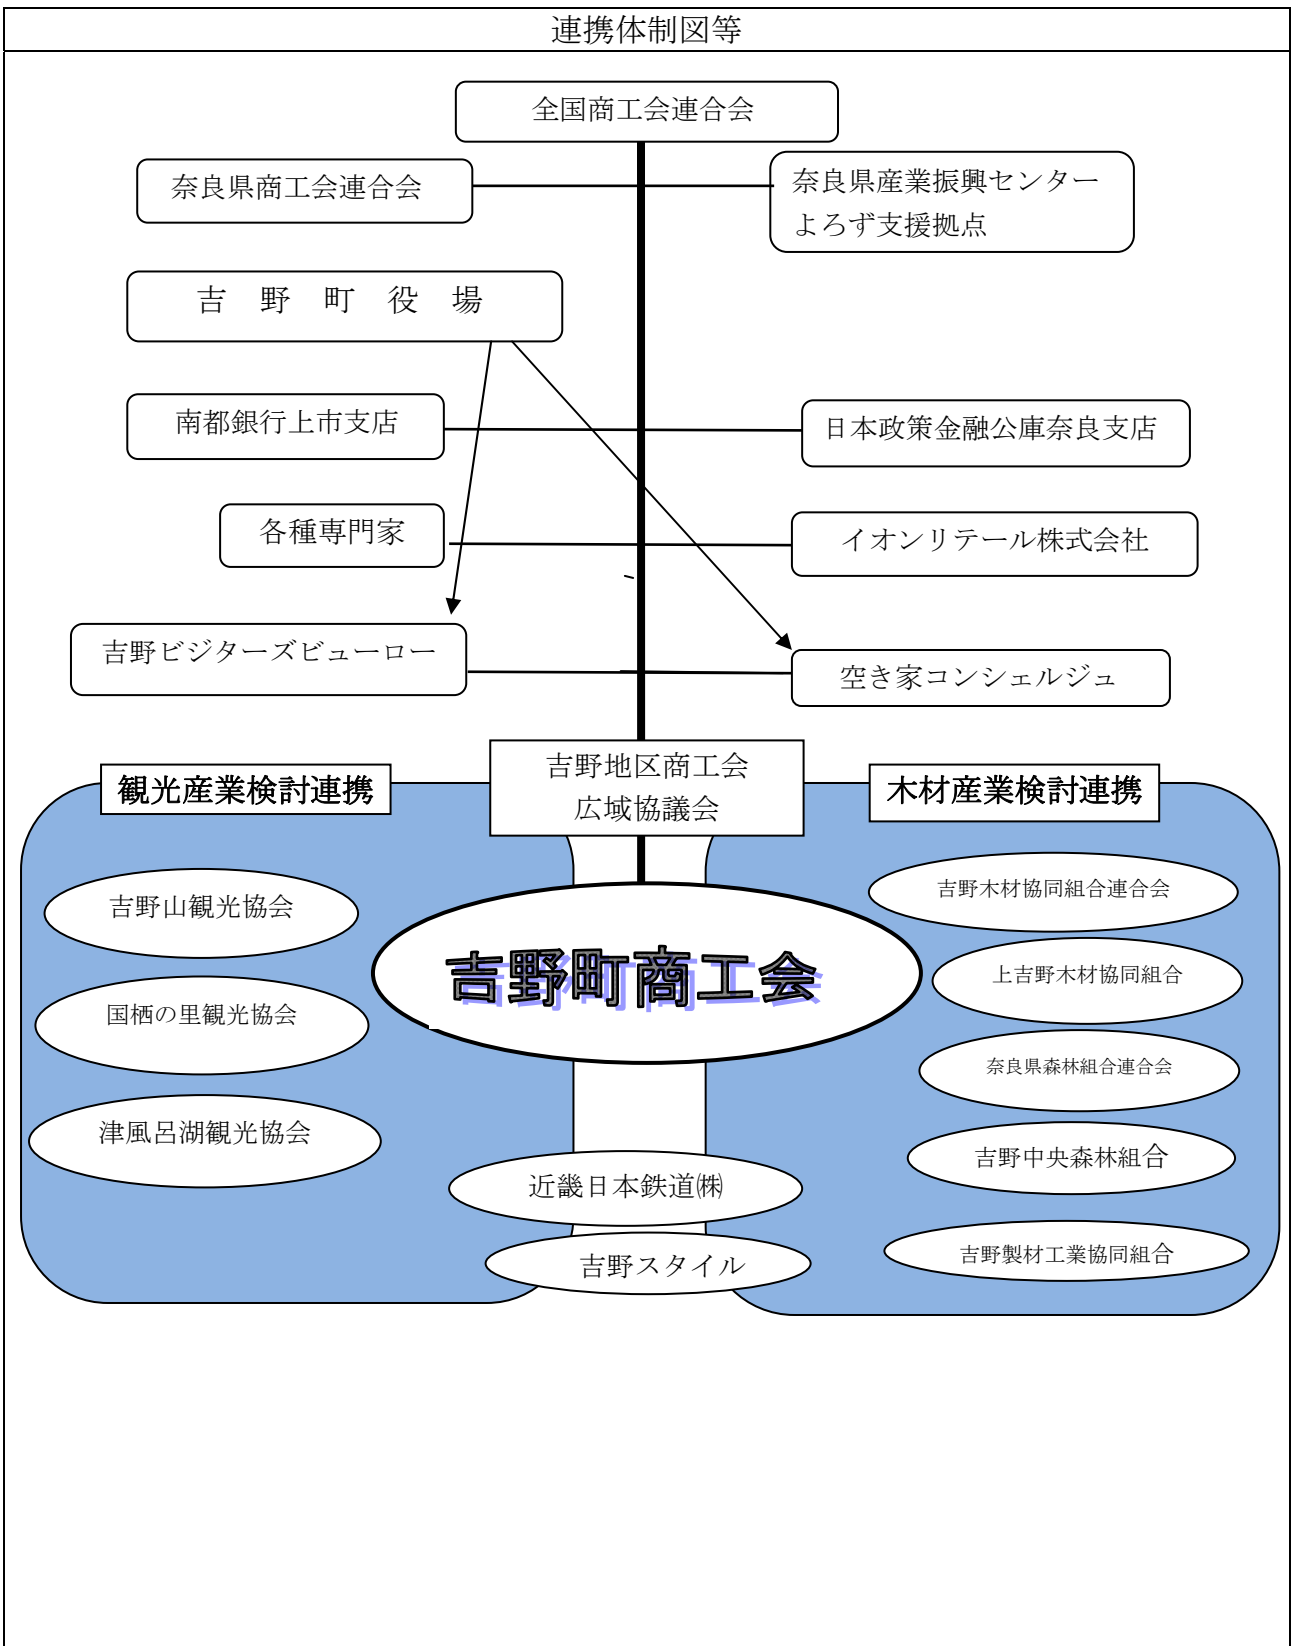 連携体制図等
全国商工会連合会
奈良県商工会連合会
奈良県産業振興センター
よろず支援拠点
吉　野　町　役　場
南都銀行上市支店
日本政策金融公庫奈良支店
各種専門家
イオンリテール株式会社
吉野ビジターズビューロー
空き家コンシェルジュ
吉野地区商工会
広域協議会
観光産業検討連携
木材産業検討連携
吉野山観光協会
国栖の里観光協会
津風呂湖観光協会
吉野町商工会
吉野木材協同組合連合会
上吉野木材協同組合
奈良県森林組合連合会
吉野中央森林組合
吉野製材工業協同組合
近畿日本鉄道㈱
吉野スタイル